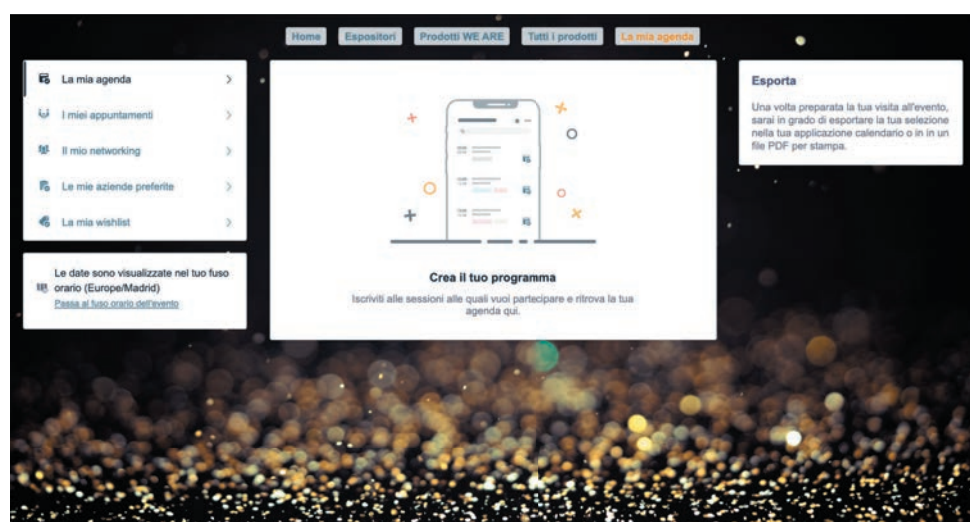 Home Espositori Prodotti WE ARE Tutti i prodotti La mia agenda
La mia agenda
I miei appuntamenti
Il mio networking
Le mie aziende preferite
La mia wishlist
Le date sono visualizzate nel tuo fuso
orario (Europe/Madrid)
Passa al fuso orario dell'evento
Crea il tuo programma
Iscriviti alle sessioni alle quali vuoi partecipare e ritrova la tua
agenda qui.
Esporta
Una volta preparata la tua visita all'evento,
sarai in grado di esportare la tua selezione
nella tua applicazione calendario o in in un
file PDF per stampa.